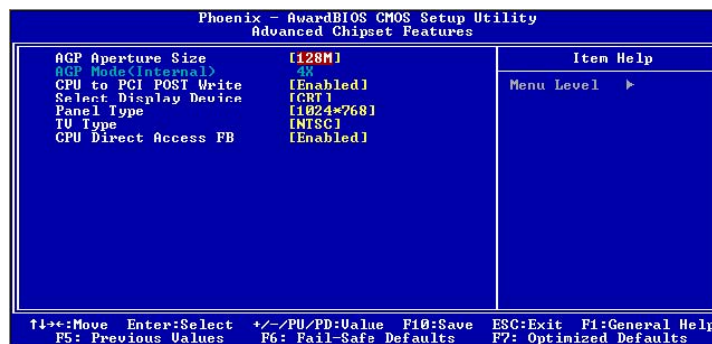 Phoenix - AwardBIOS CMOS Setup Utility
Advanced Chipset Features
AGP Aperture Size [128M]
AGP Mode(Internal) 4X
CPU to PCI POST Write [Enabled]
Select Display Device [CRT]
Panel Type [1024*768]
TV Type [NTSC]
CPU Direct Access FB [Enabled]
Item Help
Menu Level ►
↑↓→←:Move Enter:Select +/-/PU/PD:Value F10:Save ESC:Exit F1:General Help
F5: Previous Values F6: Fail-Safe Defaults F7: Optimized Defaults